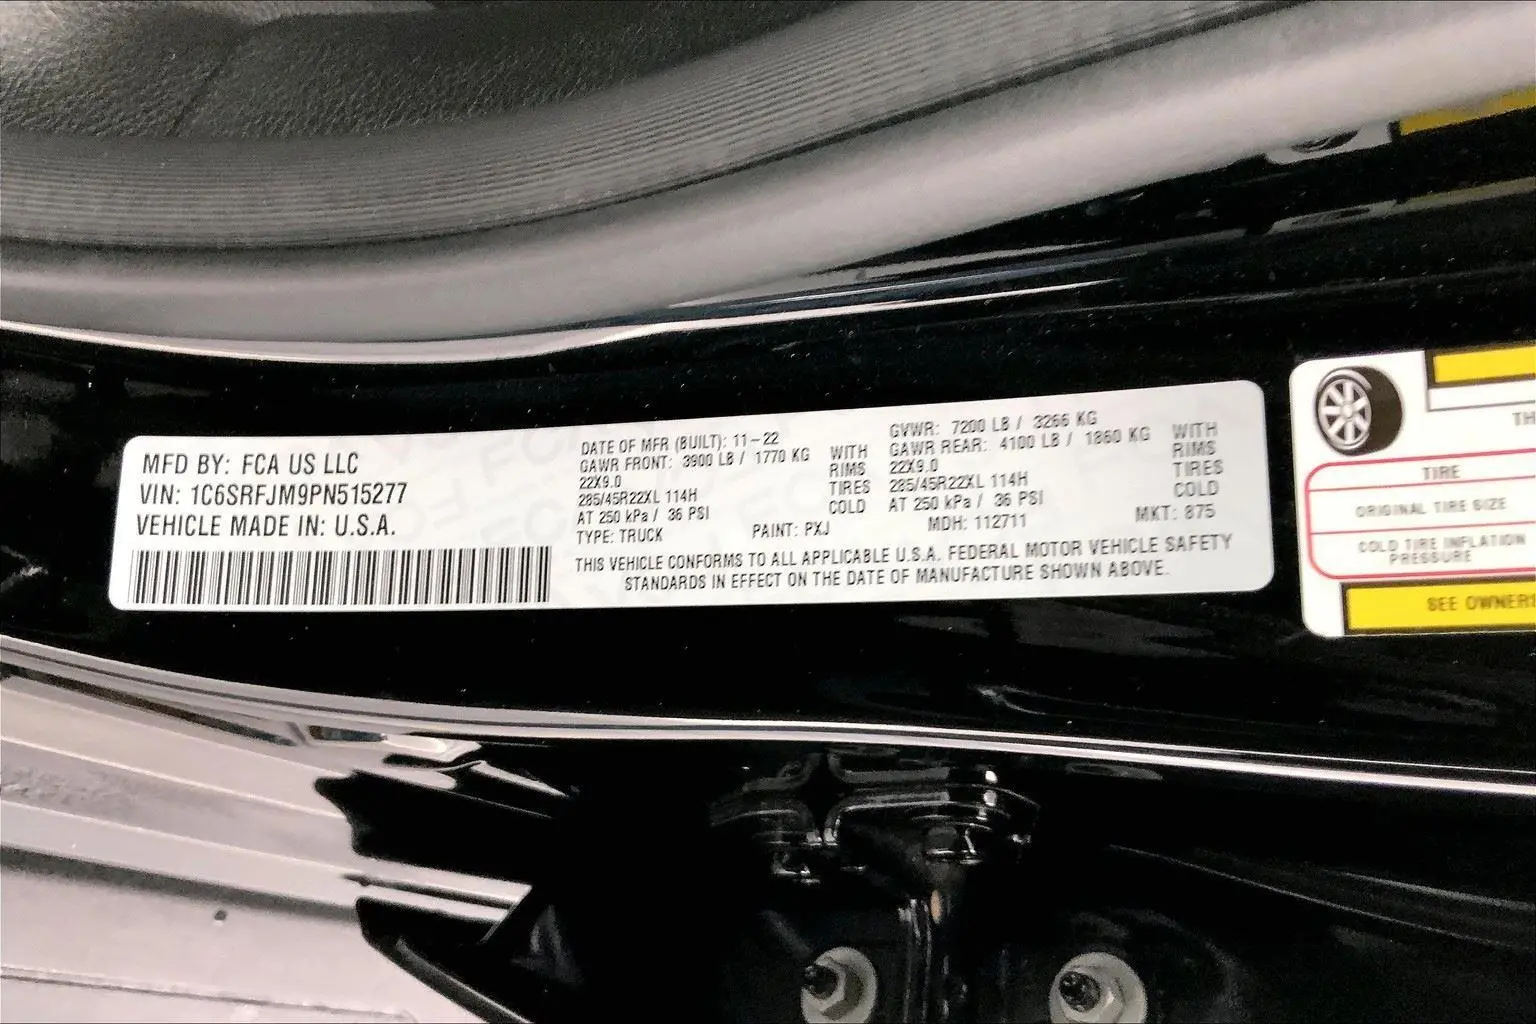 MFD BY: FCA US LLC
VIN: 1C6SRFJM9PN515277
VEHICLE MADE IN: U.S.A.
DATE OF MFR (BUILT): 11-22
GAWR FRONT: 3900 LB / 1770 KG WITH
22X9.0 RIMS
285/45R22XL 114H TIRES
AT 250 kPa / 36 PSI COLD
TYPE: TRUCK PAINT: PXJ
GVWR: 7200 LB / 3266 KG
GAWR REAR: 4100 LB / 1860 KG WITH
22X9.0 RIMS
285/45R22XL 114H TIRES
AT 250 kPa / 36 PSI COLD
MDH: 112711 MKT: 875
THIS VEHICLE CONFORMS TO ALL APPLICABLE U.S.A. FEDERAL MOTOR VEHICLE SAFETY
STANDARDS IN EFFECT ON THE DATE OF MANUFACTURE SHOWN ABOVE.
TH
TIRE
ORIGINAL TIRE SIZE
COLD TIRE INFLATION
PRESSURE
SEE OWNER